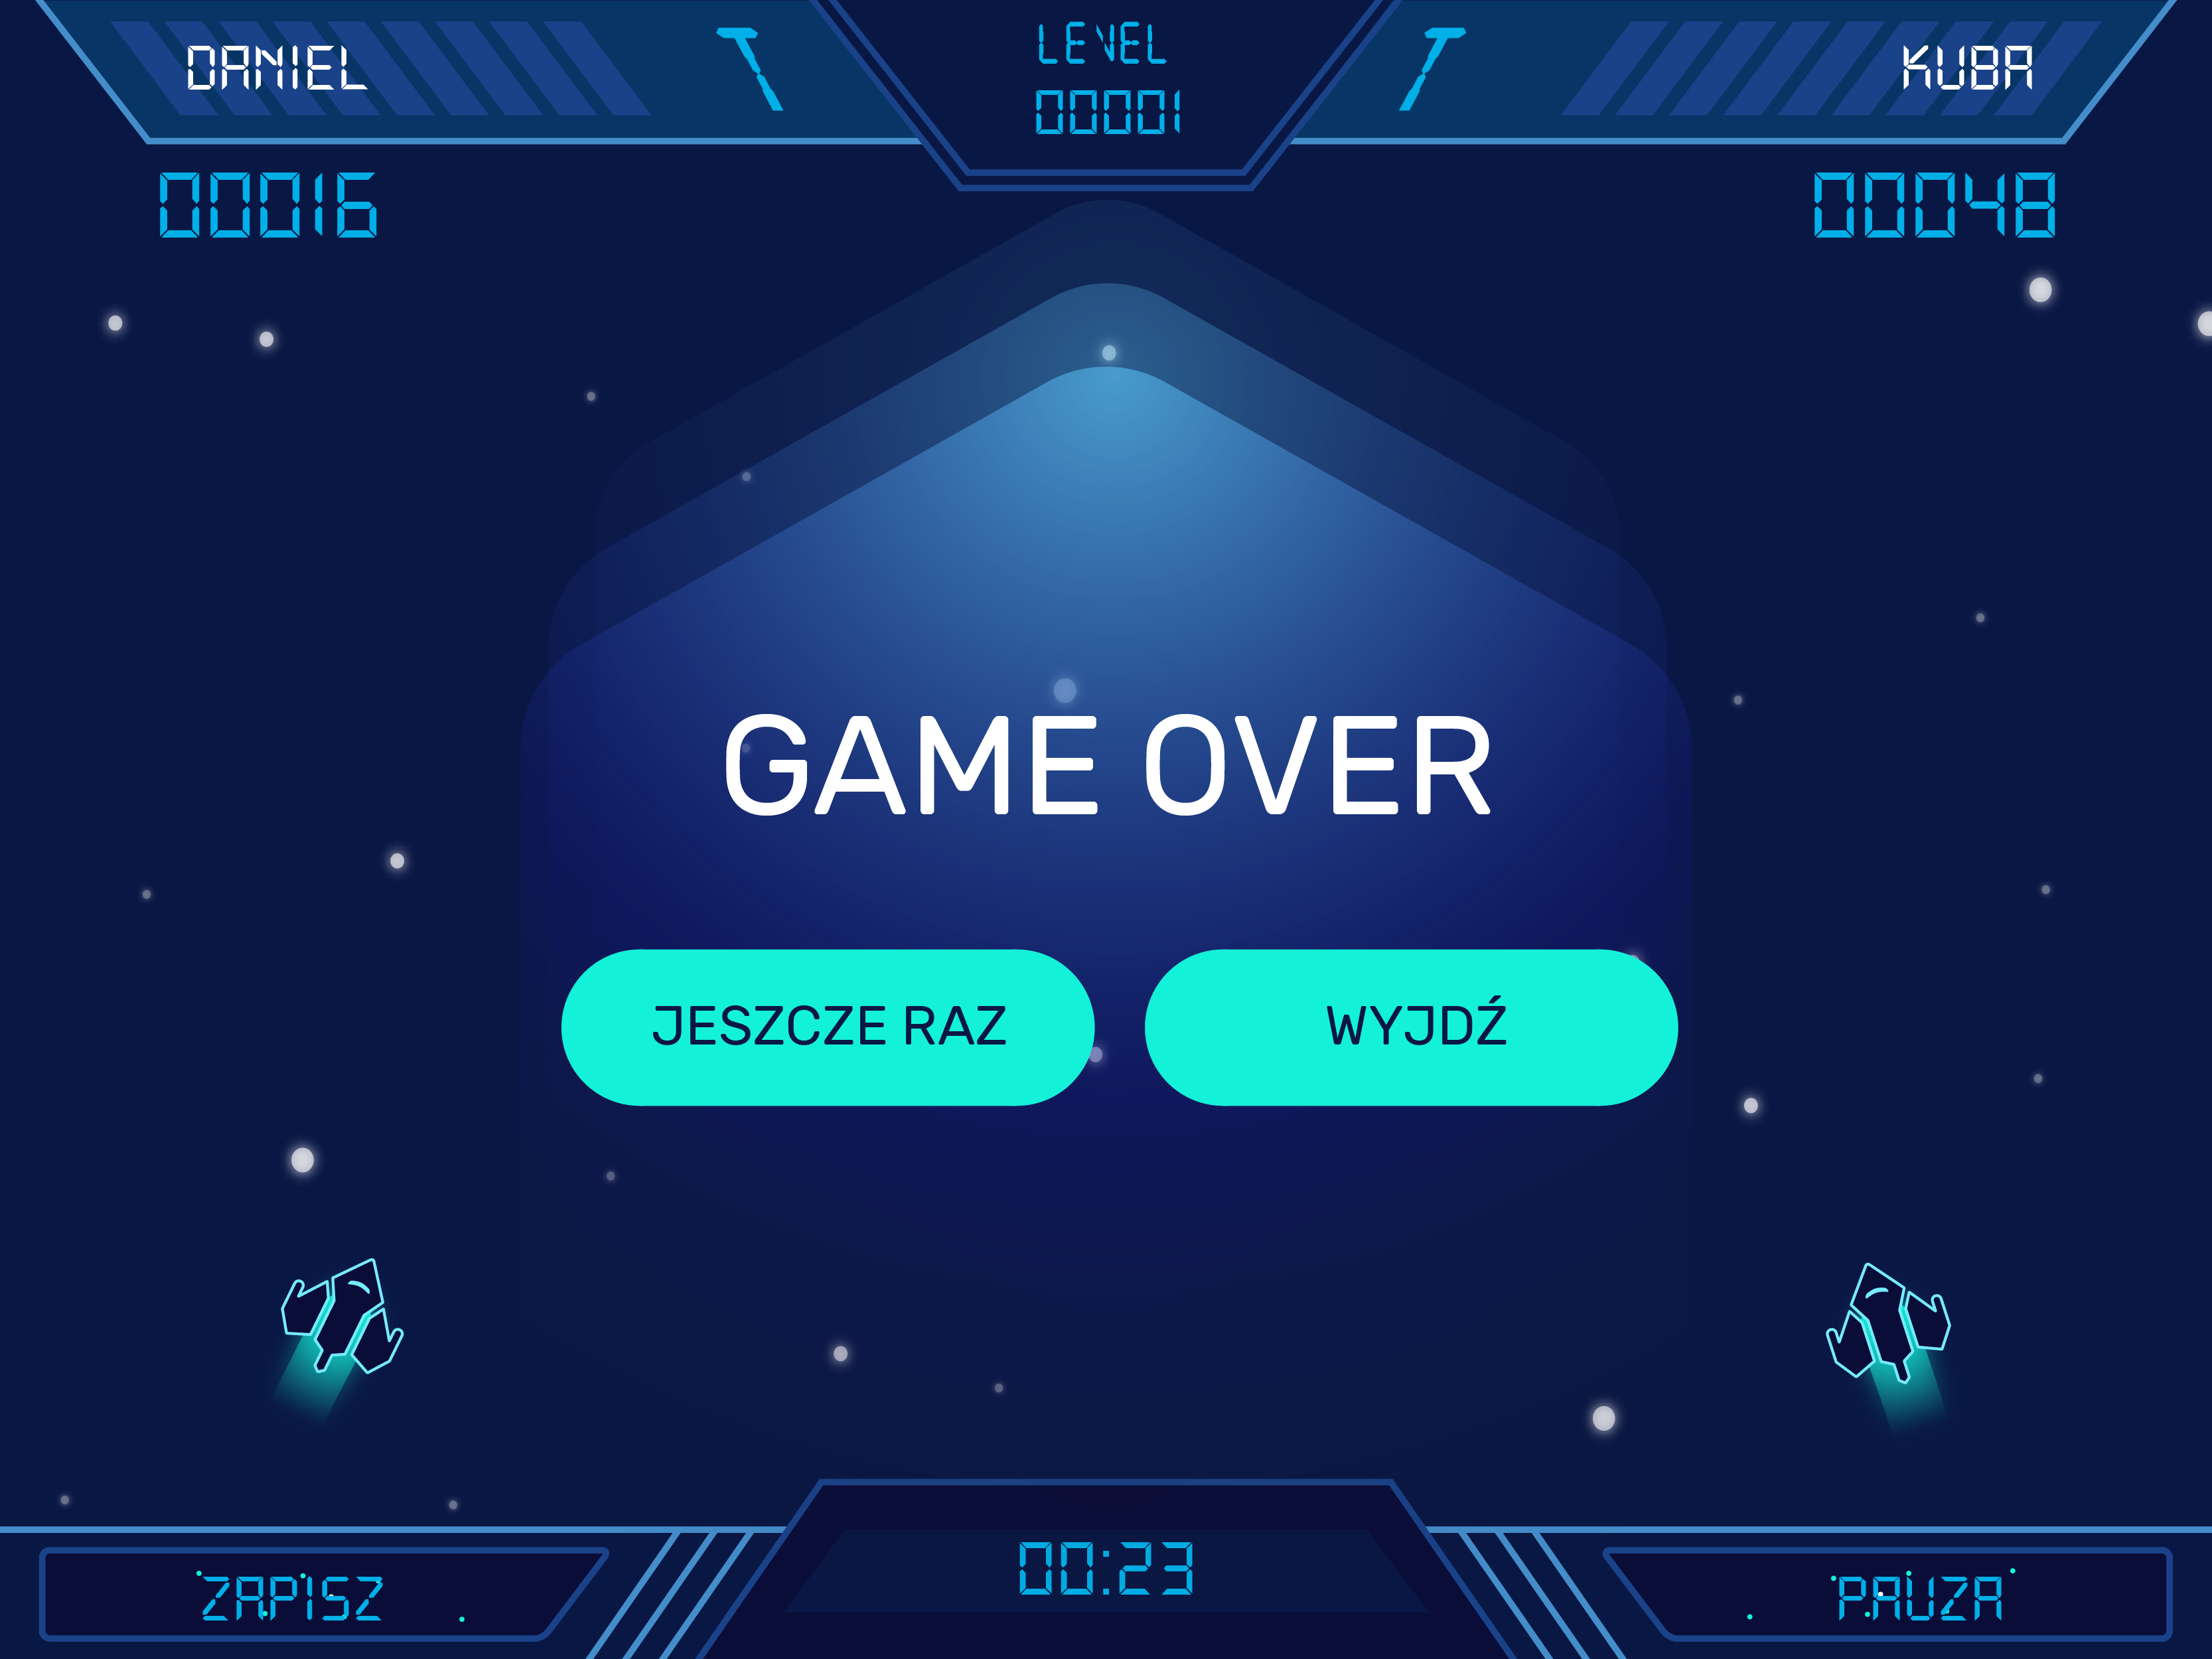 DANIEL
LEVEL
00001
KUBA
00016
00048
GAME OVER
JESZCZE RAZ
WYJDŹ
ZAPISZ
00:23
PAUZA